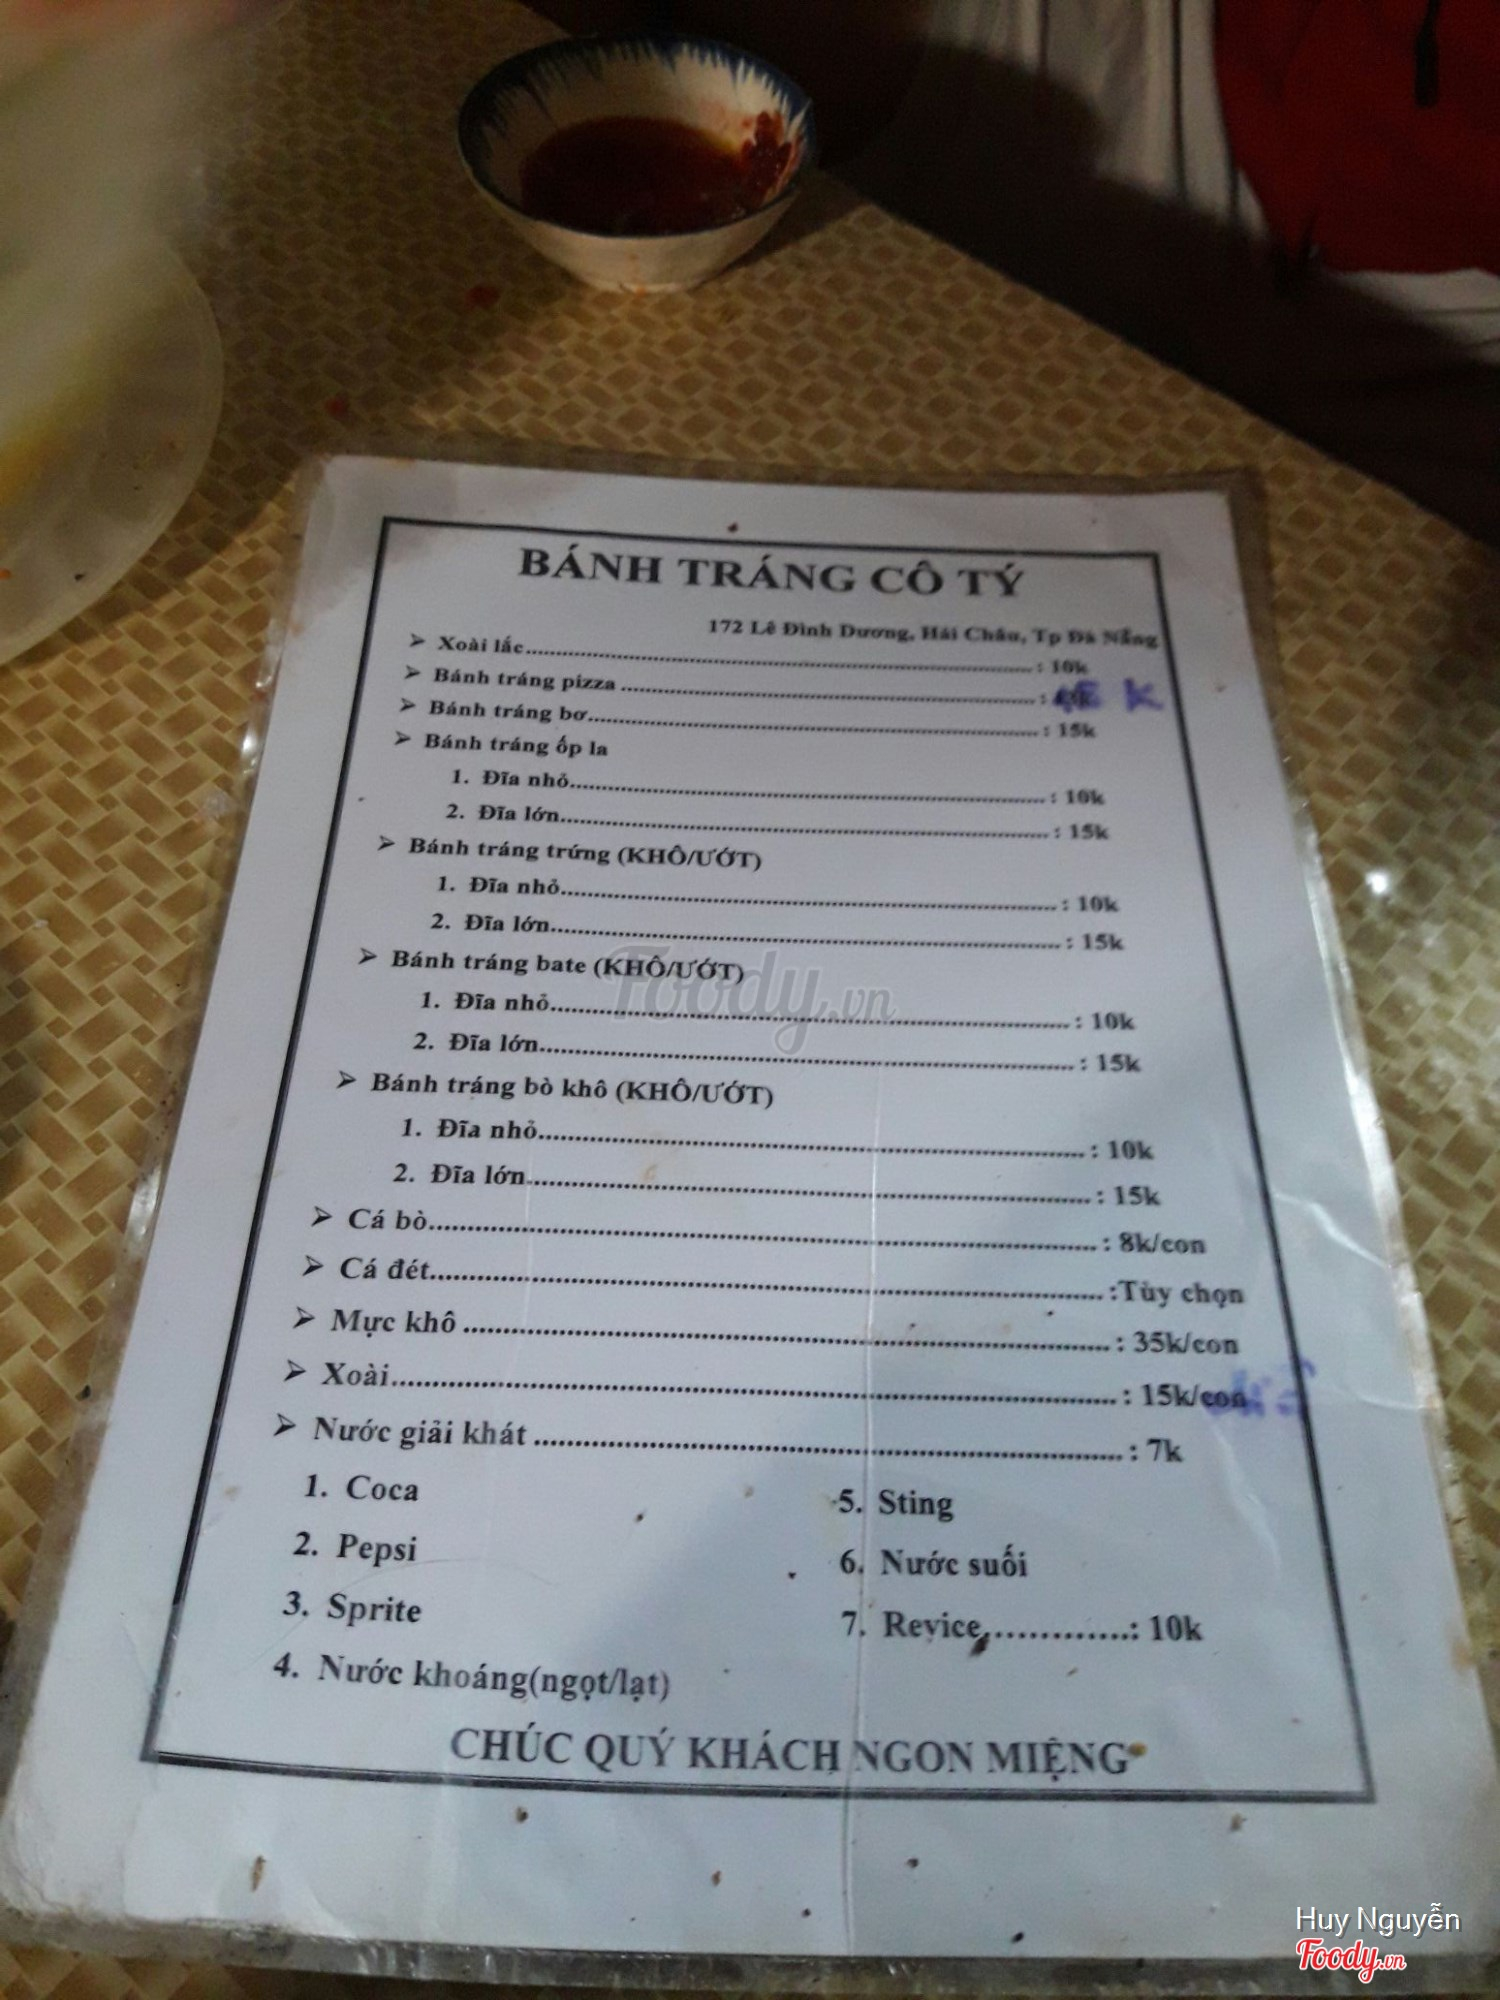 BÁNH TRÁNG CÔ TÝ
172 Lê Đình Dương, Hải Châu, Tp Đà Nẵng
➢ Xoài lắc........: 10k
➢ Bánh tráng pizza ........: K
➢ Bánh tráng bơ........: 15k
➢ Bánh tráng ốp la
1. Đĩa nhỏ........: 10k
2. Đĩa lớn........: 15k
➢ Bánh tráng trứng (KHÔ/ƯỚT)
1. Đĩa nhỏ........: 10k
2. Đĩa lớn........: 15k
➢ Bánh tráng bate (KHÔ/ƯỚT)
1. Đĩa nhỏ........: 10k
2. Đĩa lớn........: 15k
➢ Bánh tráng bò khô (KHÔ/ƯỚT)
1. Đĩa nhỏ........: 10k
2. Đĩa lớn........: 15k
➢ Cá bò........: 8k/con
➢ Cá đét........:Tùy chọn
➢ Mực khô ........: 35k/con
➢ Xoài........: 15k/con
➢ Nước giải khát ........: 7k
1. Coca
2. Pepsi
3. Sprite
4. Nước khoáng(ngọt/lạt)
5. Sting
6. Nước suối
7. Revice........: 10k
CHÚC QUÝ KHÁCH NGON MIỆNG
Foody.vn
Huy Nguyễn
Foody.vn